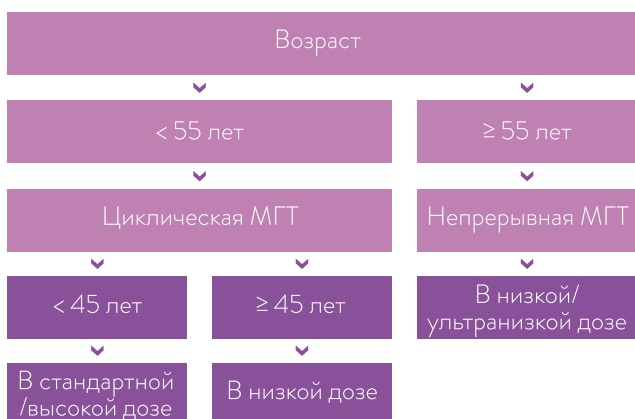 Возраст
< 55 лет
≥ 55 лет
Циклическая МГТ
Непрерывная МГТ
< 45 лет
≥ 45 лет
В низкой/
ультранизкой дозе
В стандартной
/высокой дозе
В низкой дозе